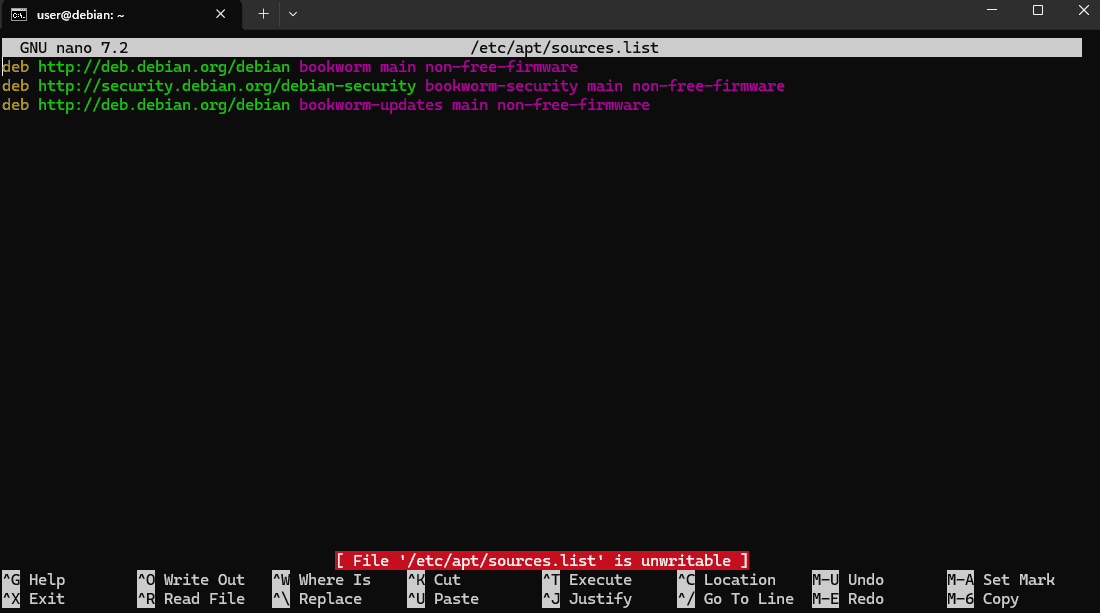 user@debian: ~
GNU nano 7.2 /etc/apt/sources.list
deb http://deb.debian.org/debian bookworm main non-free-firmware
deb http://security.debian.org/debian-security bookworm-security main non-free-firmware
deb http://deb.debian.org/debian bookworm-updates main non-free-firmware
[ File '/etc/apt/sources.list' is unwritable ]
^G Help ^O Write Out ^W Where Is ^K Cut ^T Execute ^C Location M-U Undo M-A Set Mark
^X Exit ^R Read File ^\ Replace ^U Paste ^J Justify ^/ Go To Line M-E Redo M-6 Copy